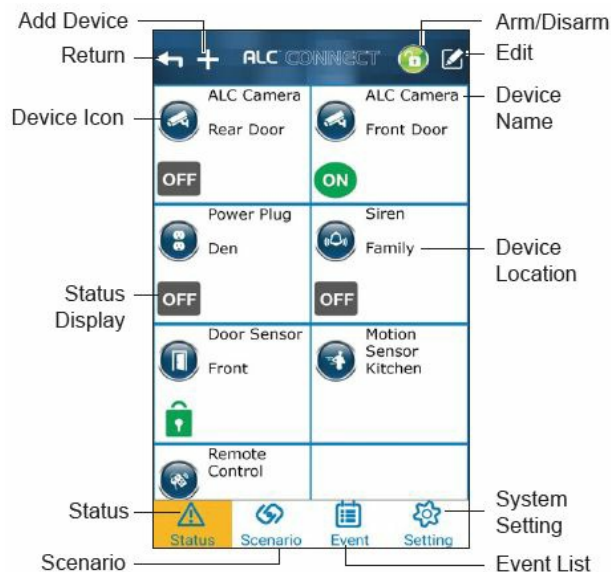 Add Device
Arm/Disarm
Return
ALC CONNECT
Edit
ALC Camera
ALC Camera
Device
Name
Device Icon
Rear Door
Front Door
OFF
ON
Power Plug
Siren
Den
Family
Device
Location
Status
Display
OFF
OFF
Door Sensor
Motion
Sensor
Front
Kitchen
Remote
Control
Status
System
Setting
Status
Scenario
Event
Setting
Scenario
Event List